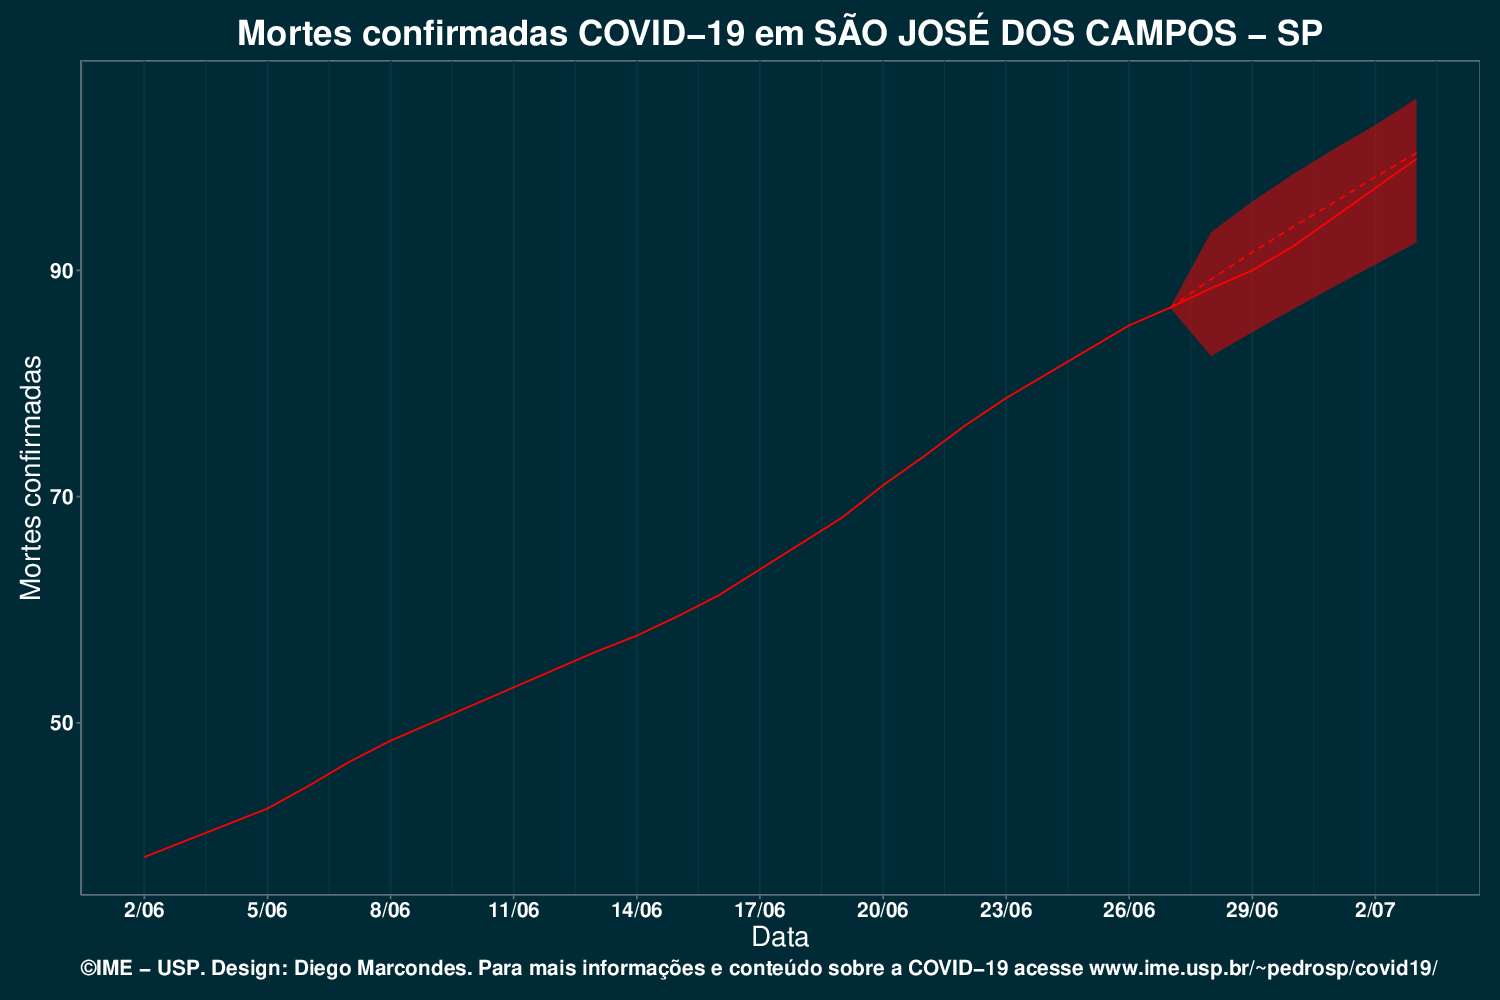 Mortes confirmadas COVID−19 em SÃO JOSÉ DOS CAMPOS − SP
Mortes confirmadas
90
70
50
2/06 5/06 8/06 11/06 14/06 17/06 20/06 23/06 26/06 29/06 2/07
Data
©IME − USP. Design: Diego Marcondes. Para mais informações e conteúdo sobre a COVID−19 acesse www.ime.usp.br/~pedrosp/covid19/